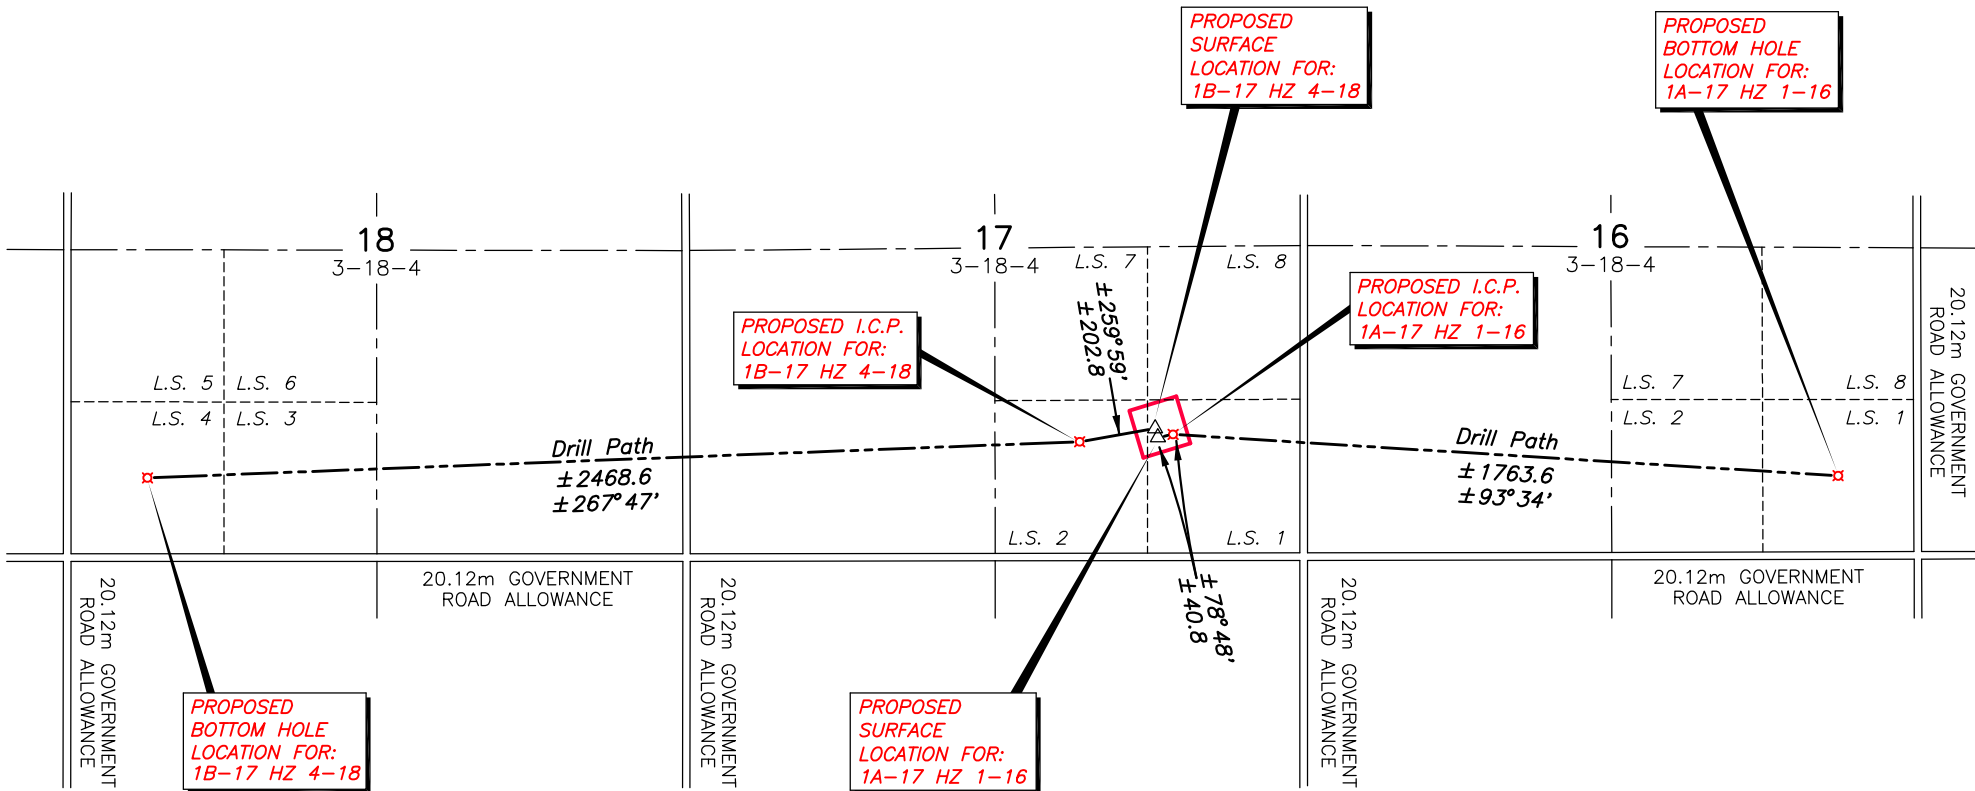 PROPOSED
SURFACE
LOCATION FOR:
1B-17 HZ 4-18
PROPOSED
BOTTOM HOLE
LOCATION FOR:
1A-17 HZ 1-16
18
3-18-4
17
3-18-4
L.S. 7
L.S. 8
16
3-18-4
PROPOSED I.C.P.
LOCATION FOR:
1B-17 HZ 4-18
±259°59'
±202.8
PROPOSED I.C.P.
LOCATION FOR:
1A-17 HZ 1-16
20.12m GOVERNMENT
ROAD ALLOWANCE
L.S. 5
L.S. 6
L.S. 4
L.S. 3
L.S. 7
L.S. 8
L.S. 2
L.S. 1
Drill Path
±2468.6
±267°47'
Drill Path
±1763.6
±93°34'
L.S. 2
L.S. 1
20.12m GOVERNMENT
ROAD ALLOWANCE
20.12m GOVERNMENT
ROAD ALLOWANCE
20.12m GOVERNMENT
ROAD ALLOWANCE
±78°48'
±40.8
20.12m GOVERNMENT
ROAD ALLOWANCE
20.12m GOVERNMENT
ROAD ALLOWANCE
PROPOSED
BOTTOM HOLE
LOCATION FOR:
1B-17 HZ 4-18
PROPOSED
SURFACE
LOCATION FOR:
1A-17 HZ 1-16